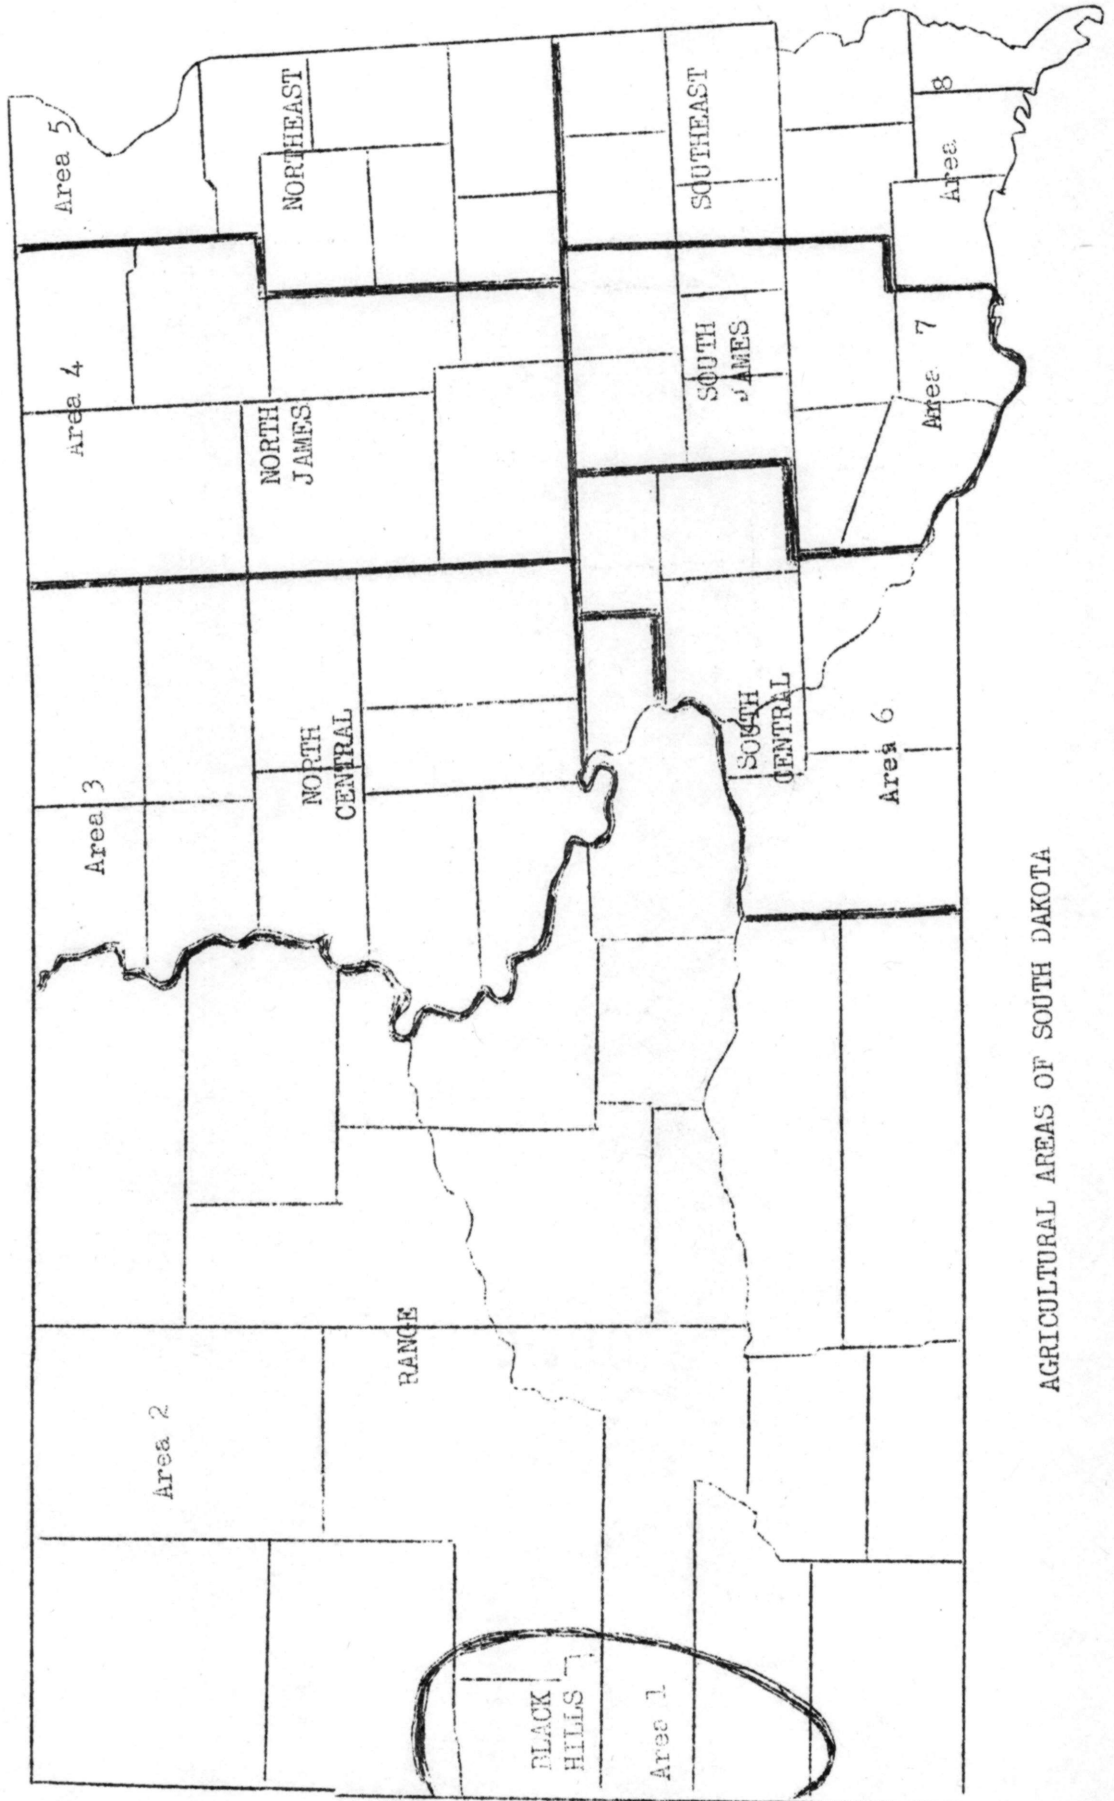 Area 5
NORTHEAST
SOUTHEAST
Area 8
Area 4
NORTH
JAMES
SOUTH
JAMES
Area 7
Area 3
NORTH
CENTRAL
SOUTH
CENTRAL
Area 6
Area 2
RANGE
BLACK
HILLS
Area 1
AGRICULTURAL AREAS OF SOUTH DAKOTA